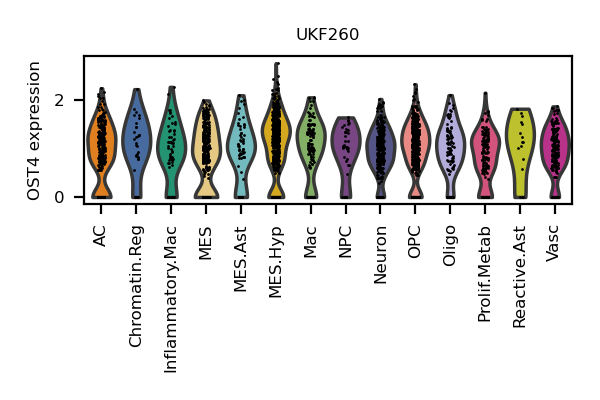 UKF260
OST4 expression
2
0
AC
Chromatin.Reg
Inflammatory.Mac
MES
MES.Ast
MES.Hyp
Mac
NPC
Neuron
OPC
Oligo
Prolif.Metab
Reactive.Ast
Vasc